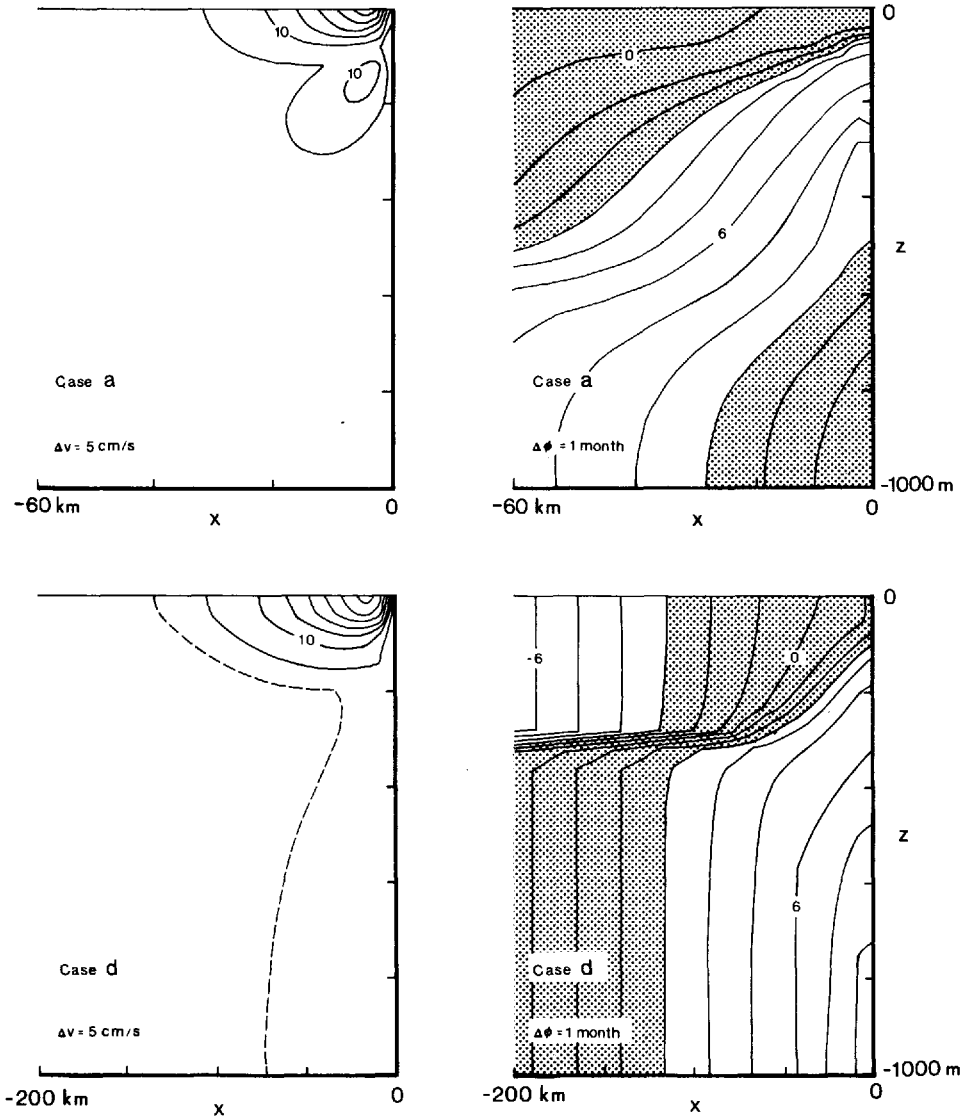 10
10
Case a
Δv = 5 cm/s
-60 km
x
0
0
0
6
z
Case a
Δϕ = 1 month
-1000 m
-60 km
x
0
10
Case d
Δv = 5 cm/s
-200 km
x
0
0
-6
0
z
6
Case d
Δϕ = 1 month
-1000 m
-200 km
x
0